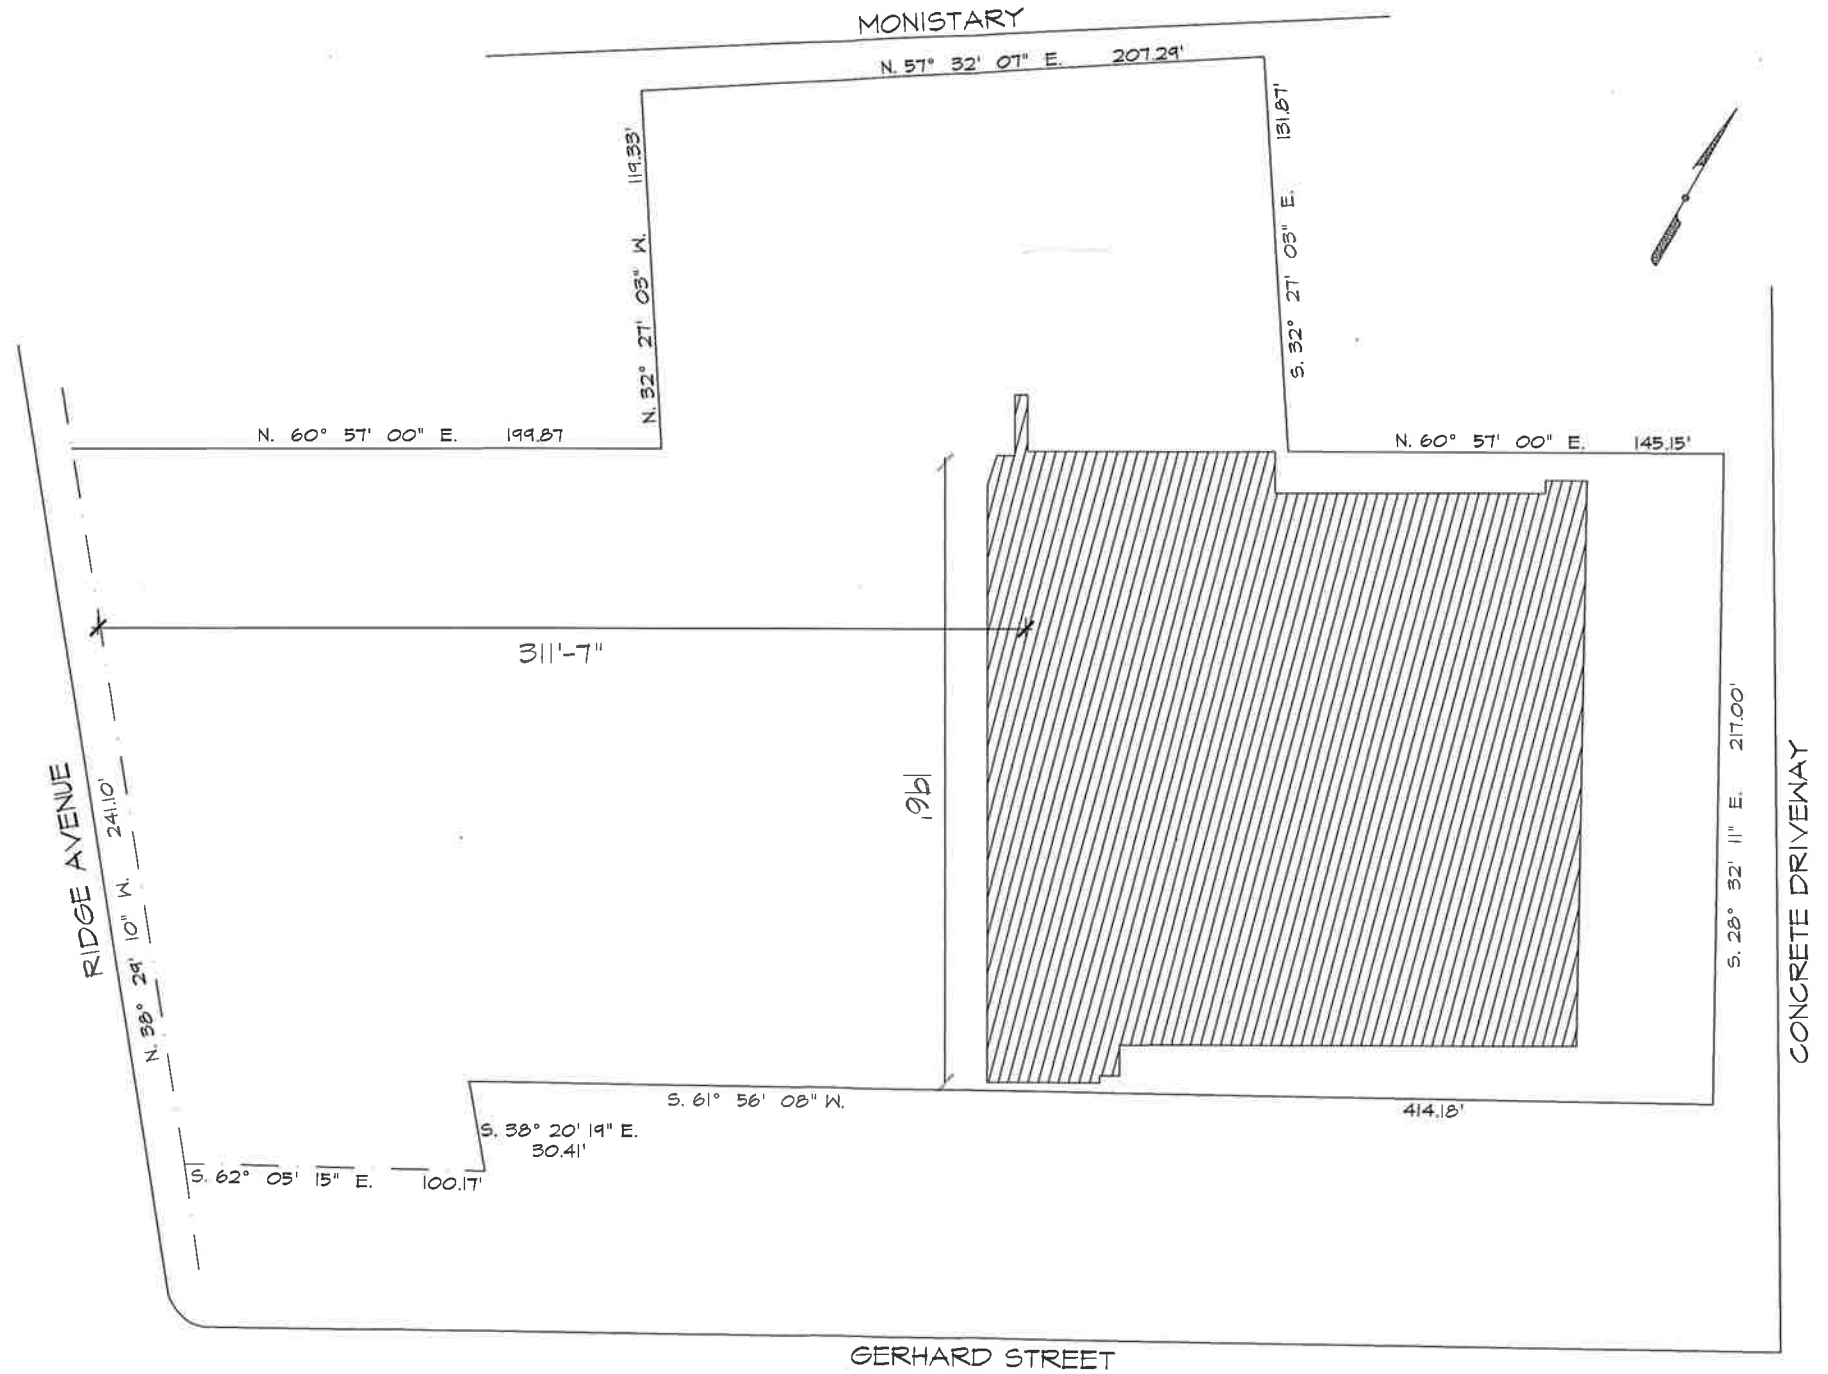 MONISTARY
N. 57° 32' 07" E. 207.29'
N. 32° 27' 03" W. 119.33'
S. 32° 27' 03" E. 131.87'
N. 60° 57' 00" E. 199.87
N. 60° 57' 00" E. 145.15'
311'-7"
196'
RIDGE AVENUE
N. 38° 29' 10" W. 241.10'
S. 28° 32' 11" E. 217.00'
CONCRETE DRIVEWAY
S. 61° 56' 08" W. 414.18'
S. 38° 20' 19" E.
30.41'
S. 62° 05' 15" E. 100.17'
GERHARD STREET